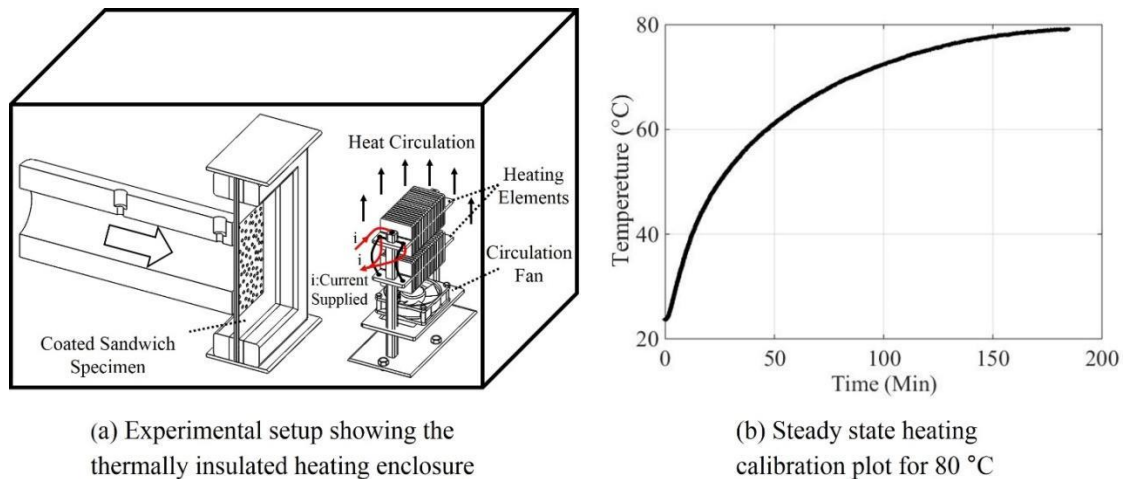 Heat Circulation
Heating
Elements
Circulation
Fan
i
i
i:Current
Supplied
Coated Sandwich
Specimen
(a) Experimental setup showing the
thermally insulated heating enclosure
80
60
40
20
Tempereture (°C)
0
50
100
150
200
Time (Min)
(b) Steady state heating
calibration plot for 80 °C